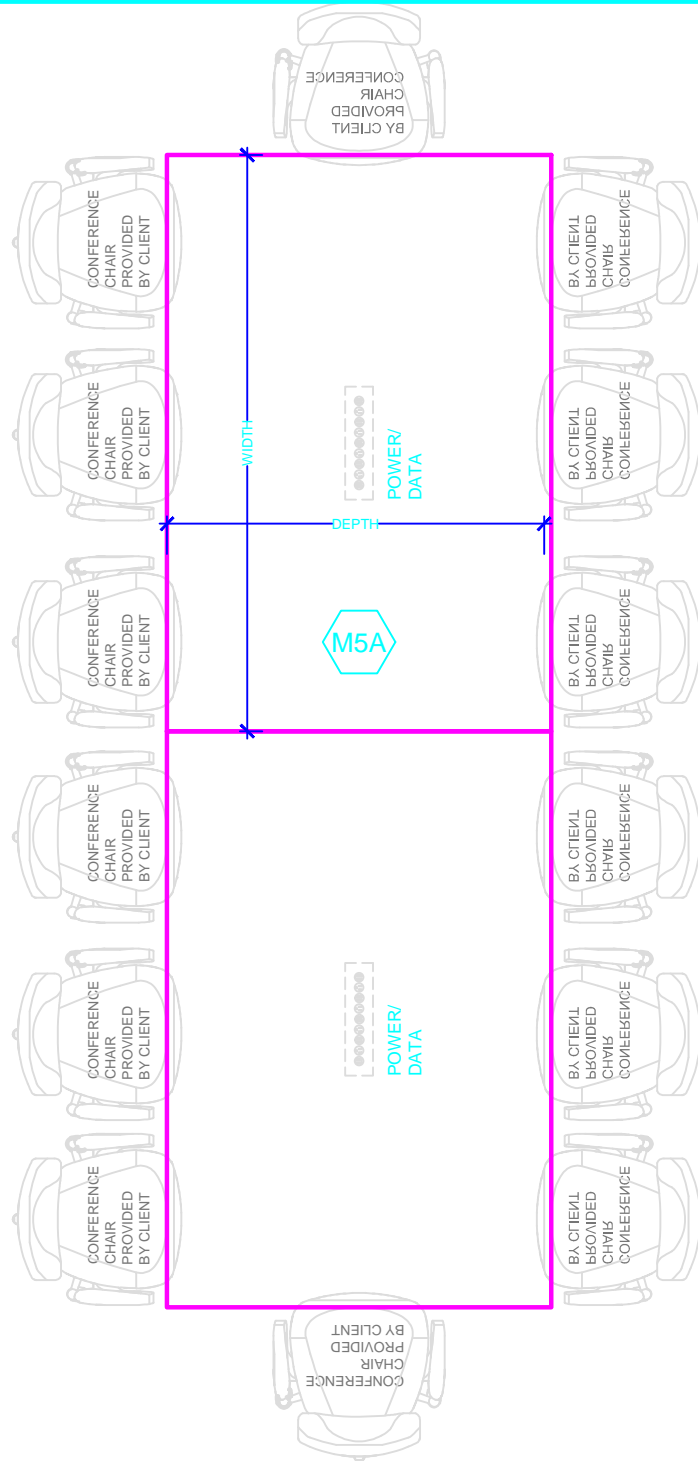 CONFERENCE
CHAIR
PROVIDED
BY CLIENT
CONFERENCE
CHAIR
PROVIDED
BY CLIENT
BY CLIENT
PROVIDED
CHAIR
CONFERENCE
CONFERENCE
CHAIR
PROVIDED
BY CLIENT
BY CLIENT
PROVIDED
CHAIR
CONFERENCE
WIDTH
POWER/
DATA
DEPTH
CONFERENCE
CHAIR
PROVIDED
BY CLIENT
M5A
BY CLIENT
PROVIDED
CHAIR
CONFERENCE
CONFERENCE
CHAIR
PROVIDED
BY CLIENT
BY CLIENT
PROVIDED
CHAIR
CONFERENCE
CONFERENCE
CHAIR
PROVIDED
BY CLIENT
POWER/
DATA
BY CLIENT
PROVIDED
CHAIR
CONFERENCE
CONFERENCE
CHAIR
PROVIDED
BY CLIENT
BY CLIENT
PROVIDED
CHAIR
CONFERENCE
BY CLIENT
PROVIDED
CHAIR
CONFERENCE